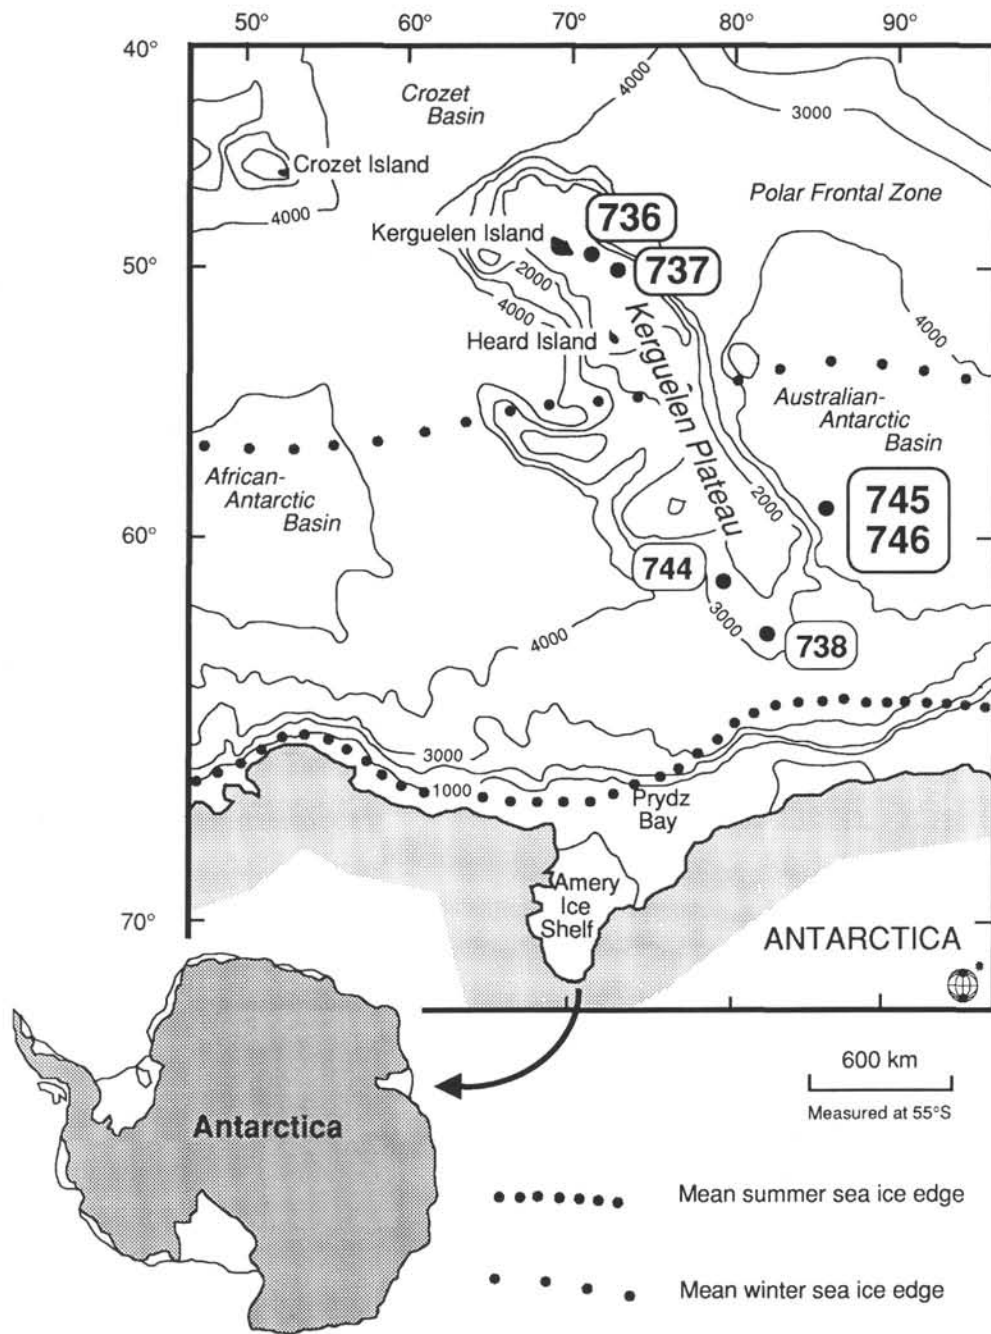 50° 60° 70° 80° 90°
40°
Crozet
Basin
4000
3000
Crozet Island
4000
Polar Frontal Zone
736
Kerguelen Island
50°
737
2000
4000
4000
Heard Island
Kerguelen Plateau
Australian-
Antarctic
Basin
African-
Antarctic
Basin
2000
745
746
60°
744
3000
4000
738
3000
1000
Prydz
Bay
Amery
Ice
Shelf
70°
ANTARCTICA
600 km
Measured at 55°S
Antarctica
Mean summer sea ice edge
Mean winter sea ice edge